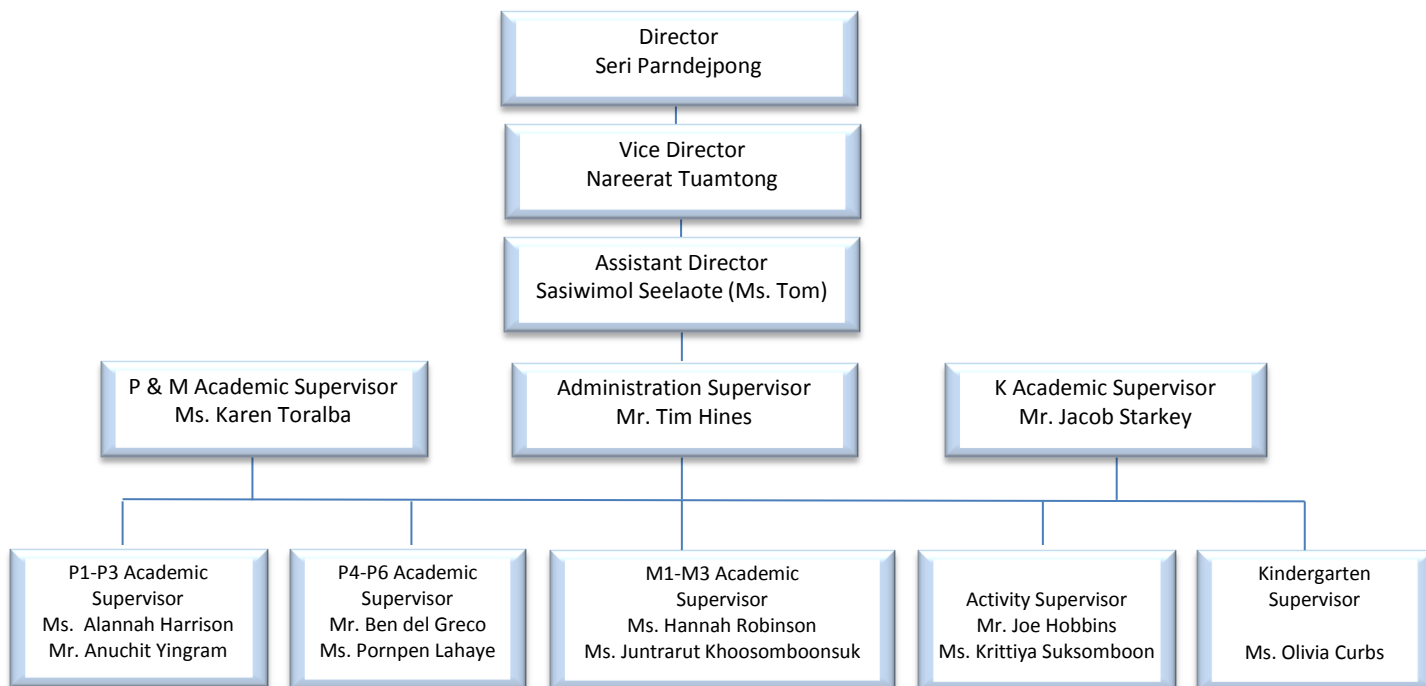 Director
Seri Parndejpong
Vice Director
Nareerat Tuamtong
Assistant Director
Sasiwimol Seelaote (Ms. Tom)
P & M Academic Supervisor
Ms. Karen Toralba
Administration Supervisor
Mr. Tim Hines
K Academic Supervisor
Mr. Jacob Starkey
P1-P3 Academic
Supervisor
Ms. Alannah Harrison
Mr. Anuchit Yingram
P4-P6 Academic
Supervisor
Mr. Ben del Greco
Ms. Pornpen Lahaye
M1-M3 Academic
Supervisor
Ms. Hannah Robinson
Ms. Juntrarut Khoosomboonsuk
Activity Supervisor
Mr. Joe Hobbins
Ms. Krittiya Suksomboon
Kindergarten
Supervisor
Ms. Olivia Curbs